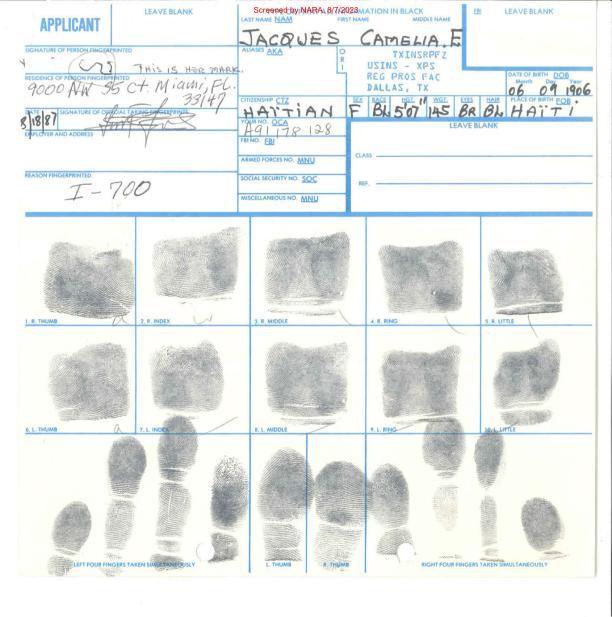 Screened by NARA, 8/7/2023
APPLICANT
LEAVE BLANK
INFORMATION IN BLACK
LAST NAME NAM FIRST NAME MIDDLE NAME
FBI LEAVE BLANK
JACQUES CAMELIA.E
SIGNATURE OF PERSON FINGERPRINTED
THIS IS HER MARK.
ALIASES AKA
ORI
TXINSRPFZ
USINS - XPS
REG PROS FAC
DALLAS, TX
RESIDENCE OF PERSON FINGERPRINTED
9000 NW 55 Ct. Miami, FL.
33147
DATE OF BIRTH DOB
Month Day Year
06 09 1906
DATE SIGNATURE OF OFFICIAL TAKING FINGERPRINTS
8/18/87
CITIZENSHIP CTZ SEX RACE HGT. WGT. EYES HAIR PLACE OF BIRTH POB
HAÏTIAN F BL 5'07" 145 BR BL HAÏTI
YOUR NO. OCA
A91 178 128
LEAVE BLANK
EMPLOYER AND ADDRESS
FBI NO. FBI
CLASS
ARMED FORCES NO. MNU
REASON FINGERPRINTED
I-700
SOCIAL SECURITY NO. SOC
REF.
MISCELLANEOUS NO. MNU
1. R. THUMB 2. R. INDEX 3. R. MIDDLE 4. R. RING 5. R. LITTLE
6. L. THUMB 7. L. INDEX 8. L. MIDDLE 9. L. RING 10. L. LITTLE
LEFT FOUR FINGERS TAKEN SIMULTANEOUSLY L. THUMB R. THUMB RIGHT FOUR FINGERS TAKEN SIMULTANEOUSLY